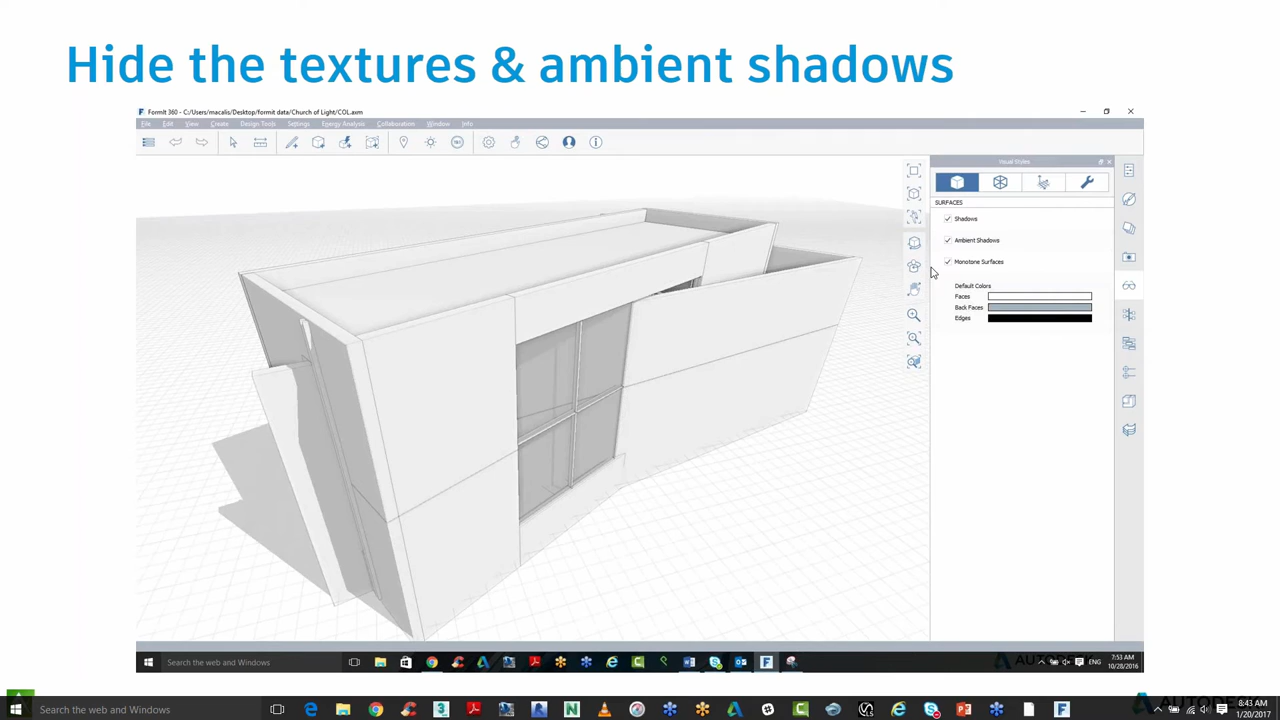 Hide the textures & ambient shadows
FormIt 360 - C:/Users/macalis/Desktop/formit data/Church of Light/COL.axm
File Edit View Create Design Tools Settings Energy Analysis Collaboration Window Info
Visual Styles
SURFACES
Shadows
Ambient Shadows
Monotone Surfaces
Default Colors
Faces
Back Faces
Edges
Search the web and Windows
AUTODESK
ENG
7:53 AM
10/28/2016
Search the web and Windows
AUTODESK
8:43 AM
1/20/2017